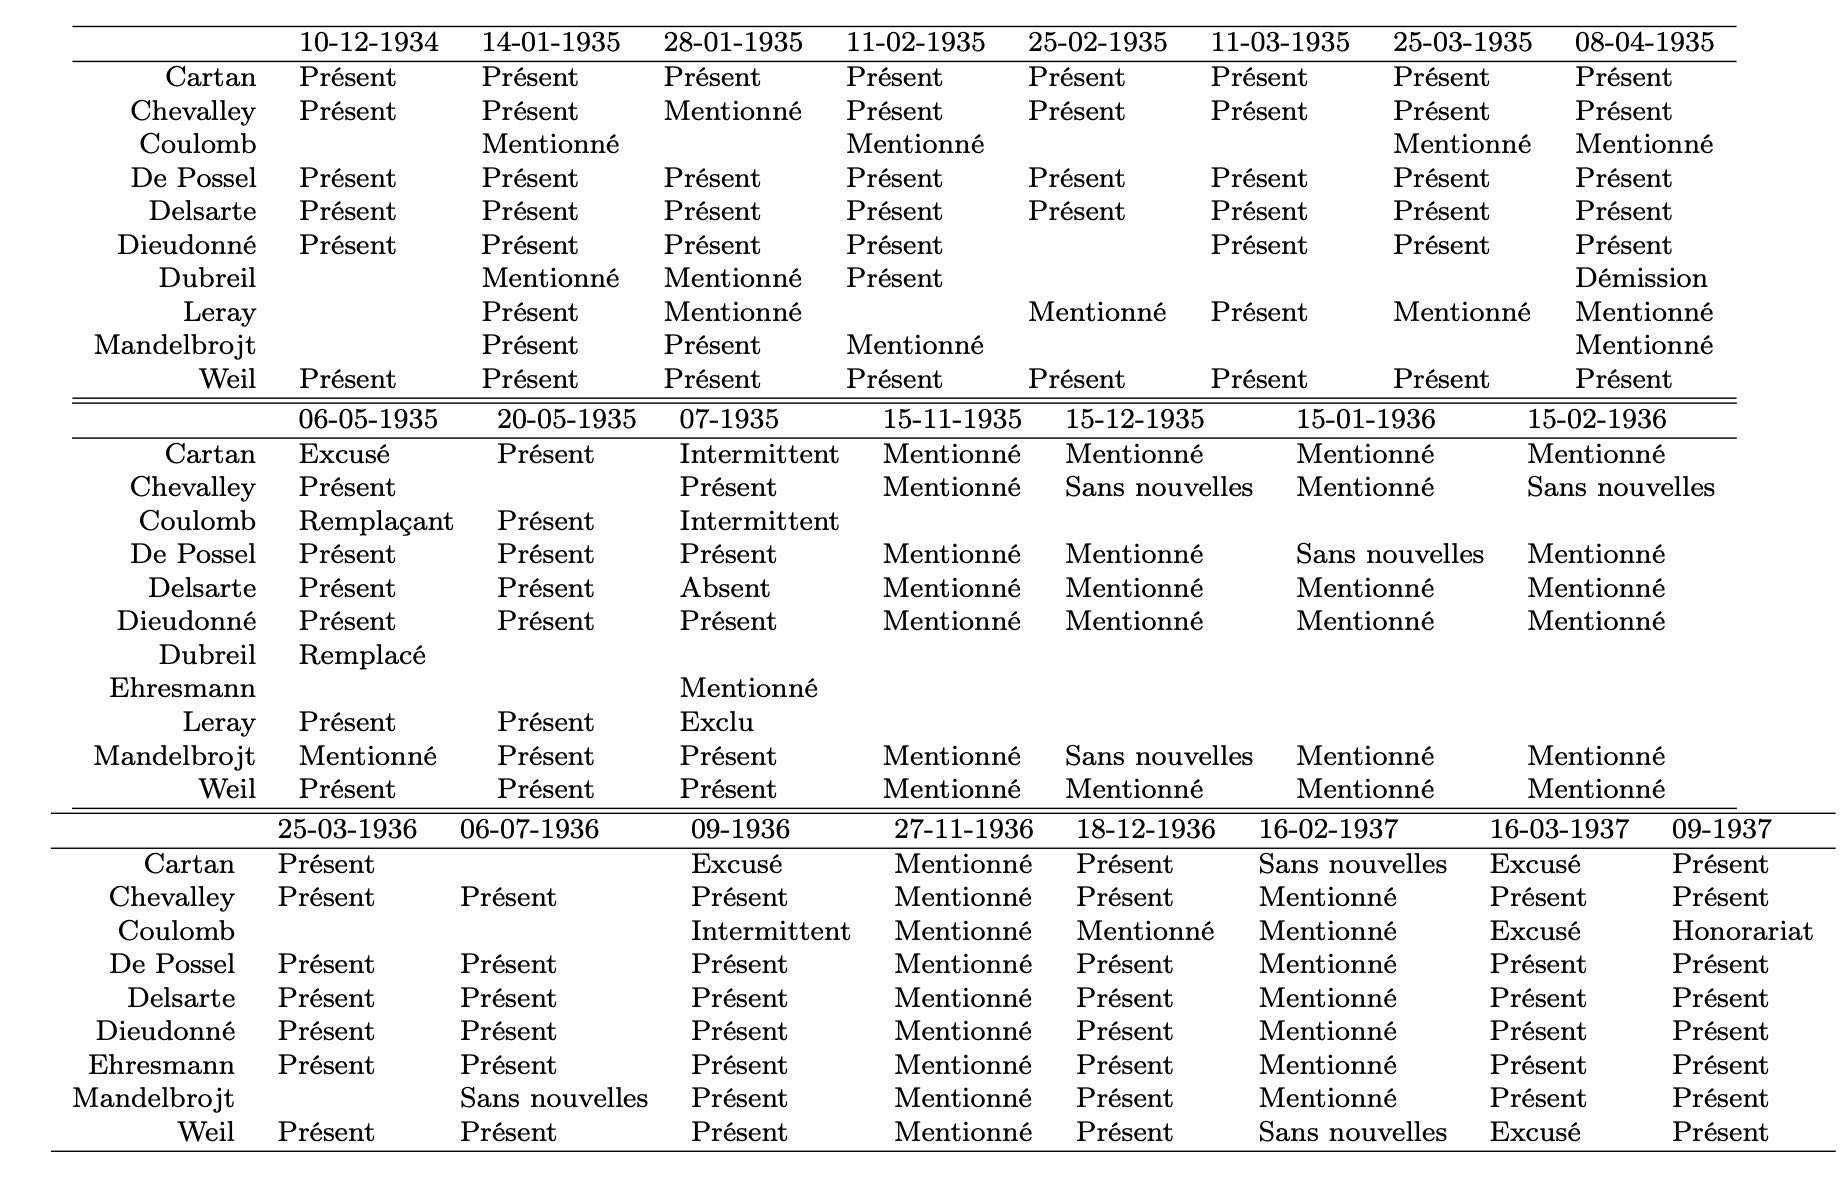 10-12-1934 14-01-1935 28-01-1935 11-02-1935 25-02-1935 11-03-1935 25-03-1935 08-04-1935
Cartan Présent Présent Présent Présent Présent Présent Présent Présent
Chevalley Présent Présent Mentionné Présent Présent Présent Présent Présent
Coulomb Mentionné Mentionné Mentionné Mentionné
De Possel Présent Présent Présent Présent Présent Présent Présent Présent
Delsarte Présent Présent Présent Présent Présent Présent Présent Présent
Dieudonné Présent Présent Présent Présent Présent Présent Présent
Dubreil Mentionné Mentionné Présent Démission
Leray Présent Mentionné Mentionné Présent Mentionné Mentionné
Mandelbrojt Présent Présent Mentionné Mentionné
Weil Présent Présent Présent Présent Présent Présent Présent Présent
06-05-1935 20-05-1935 07-1935 15-11-1935 15-12-1935 15-01-1936 15-02-1936
Cartan Excusé Présent Intermittent Mentionné Mentionné Mentionné Mentionné
Chevalley Présent Présent Mentionné Sans nouvelles Mentionné Sans nouvelles
Coulomb Remplaçant Présent Intermittent
De Possel Présent Présent Présent Mentionné Mentionné Sans nouvelles Mentionné
Delsarte Présent Présent Absent Mentionné Mentionné Mentionné Mentionné
Dieudonné Présent Présent Présent Mentionné Mentionné Mentionné Mentionné
Dubreil Remplacé
Ehresmann Mentionné
Leray Présent Présent Exclu
Mandelbrojt Mentionné Présent Présent Mentionné Sans nouvelles Mentionné Mentionné
Weil Présent Présent Présent Mentionné Mentionné Mentionné Mentionné
25-03-1936 06-07-1936 09-1936 27-11-1936 18-12-1936 16-02-1937 16-03-1937 09-1937
Cartan Présent Excusé Mentionné Présent Sans nouvelles Excusé Présent
Chevalley Présent Présent Présent Mentionné Présent Mentionné Présent Présent
Coulomb Intermittent Mentionné Mentionné Mentionné Excusé Honorariat
De Possel Présent Présent Présent Mentionné Présent Mentionné Présent Présent
Delsarte Présent Présent Présent Mentionné Présent Mentionné Présent Présent
Dieudonné Présent Présent Présent Mentionné Présent Mentionné Présent Présent
Ehresmann Présent Présent Présent Mentionné Présent Mentionné Présent Présent
Mandelbrojt Sans nouvelles Présent Mentionné Présent Mentionné Présent Présent
Weil Présent Présent Présent Mentionné Présent Sans nouvelles Excusé Présent